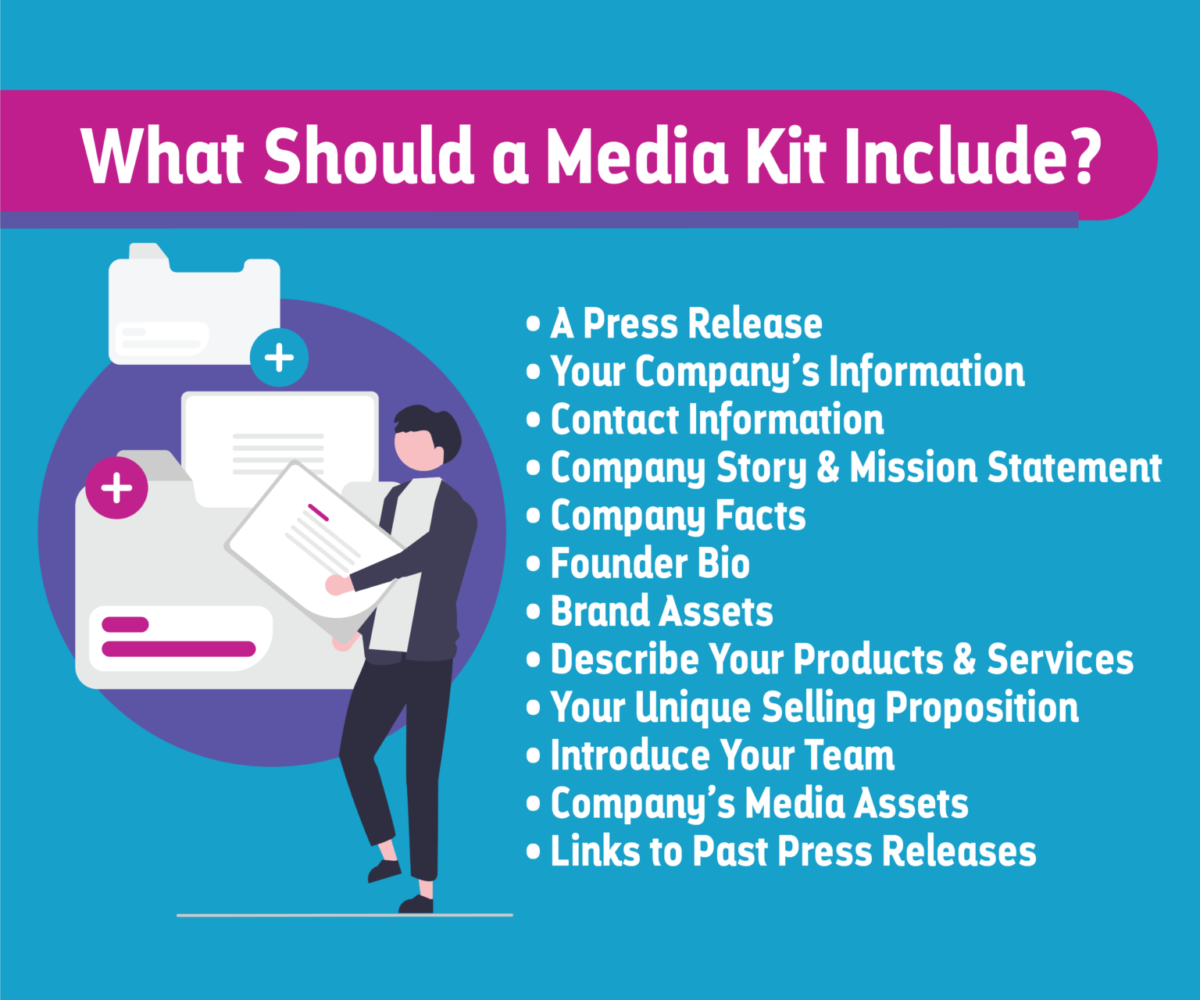 What Should a Media Kit Include?
• A Press Release
• Your Company’s Information
• Contact Information
• Company Story & Mission Statement
• Company Facts
• Founder Bio
• Brand Assets
• Describe Your Products & Services
• Your Unique Selling Proposition
• Introduce Your Team
• Company’s Media Assets
• Links to Past Press Releases